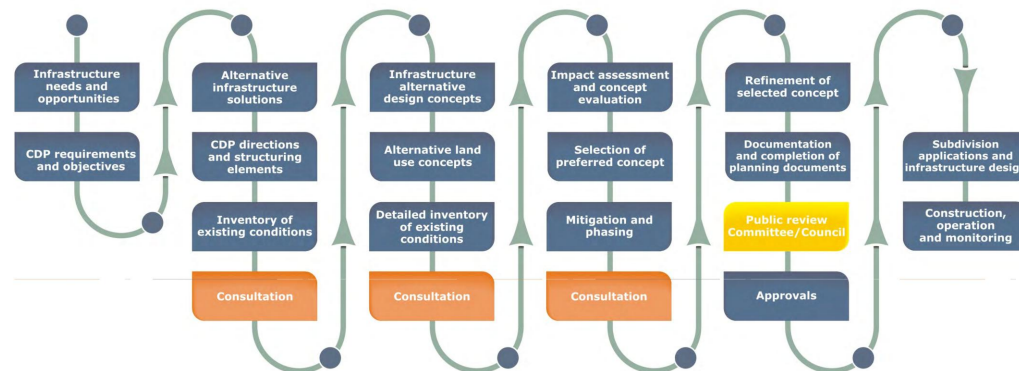 Infrastructure
needs and
opportunities
CDP requirements
and objectives
Alternative
infrastructure
solutions
CDP directions
and structuring
elements
Inventory of
existing conditions
Consultation
Infrastructure
alternative
design concepts
Alternative land
use concepts
Detailed inventory
of existing
conditions
Consultation
Impact assessment
and concept
evaluation
Selection of
preferred concept
Mitigation and
phasing
Consultation
Refinement of
selected concept
Documentation
and completion of
planning documents
Public review
Committee/Council
Approvals
Subdivision
applications and
infrastructure design
Construction,
operation
and monitoring